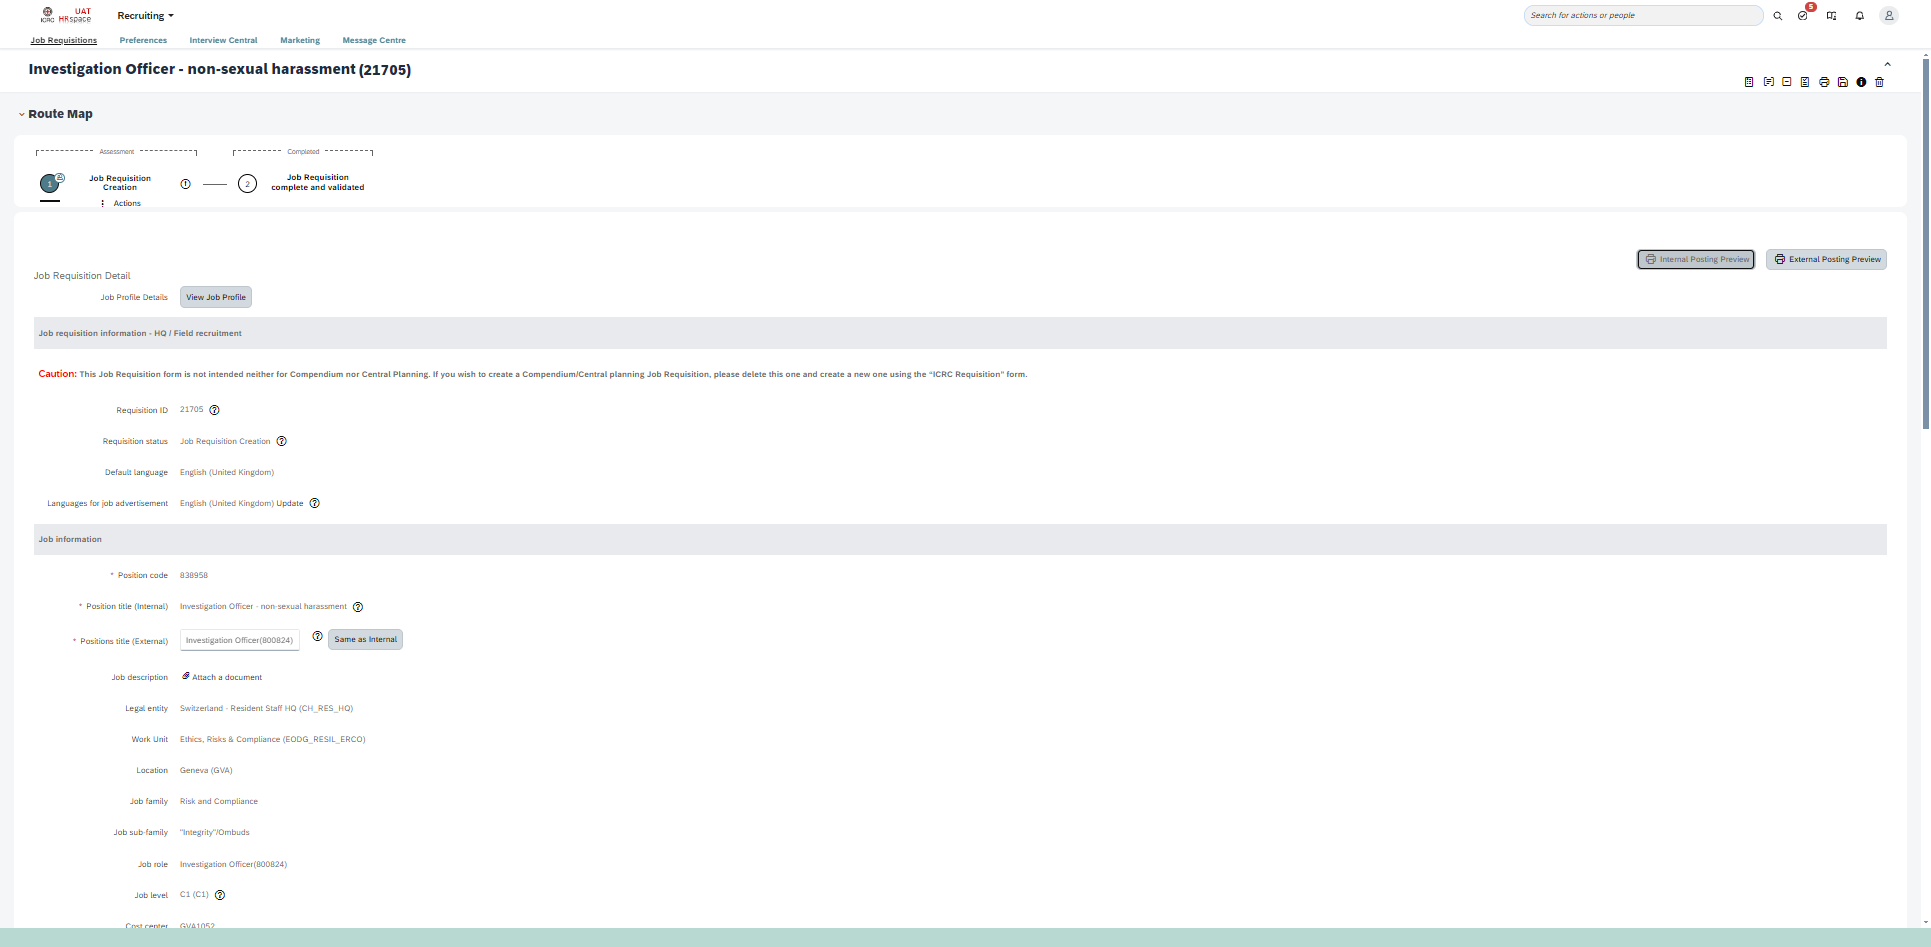 ICRC
UAT
HRspace
Recruiting
Search for actions or people
5
Job Requisitions
Preferences
Interview Central
Marketing
Message Centre
Investigation Officer - non-sexual harassment (21705)
Route Map
Assessment
Completed
1
Job Requisition
Creation
1
2
Job Requisition
complete and validated
Actions
Internal Posting Preview
External Posting Preview
Job Requisition Detail
Job Profile Details
View Job Profile
Job requisition information - HQ / Field recruitment
Caution: This Job Requisition form is not intended neither for Compendium nor Central Planning. If you wish to create a Compendium/Central planning Job Requisition, please delete this one and create a new one using the "ICRC Requisition" form.
Requisition ID 21705
Requisition status Job Requisition Creation
Default language English (United Kingdom)
Languages for job advertisement English (United Kingdom) Update
Job information
* Position code 838958
* Position title (Internal) Investigation Officer - non-sexual harassment
* Positions title (External) Investigation Officer(800824) Same as Internal
Job description Attach a document
Legal entity Switzerland - Resident Staff HQ (CH_RES_HQ)
Work Unit Ethics, Risks & Compliance (EODG_RESIL_ERCO)
Location Geneva (GVA)
Job family Risk and Compliance
Job sub-family "Integrity"/Ombuds
Job role Investigation Officer(800824)
Job level C1 (C1)
Cost center GVA1052